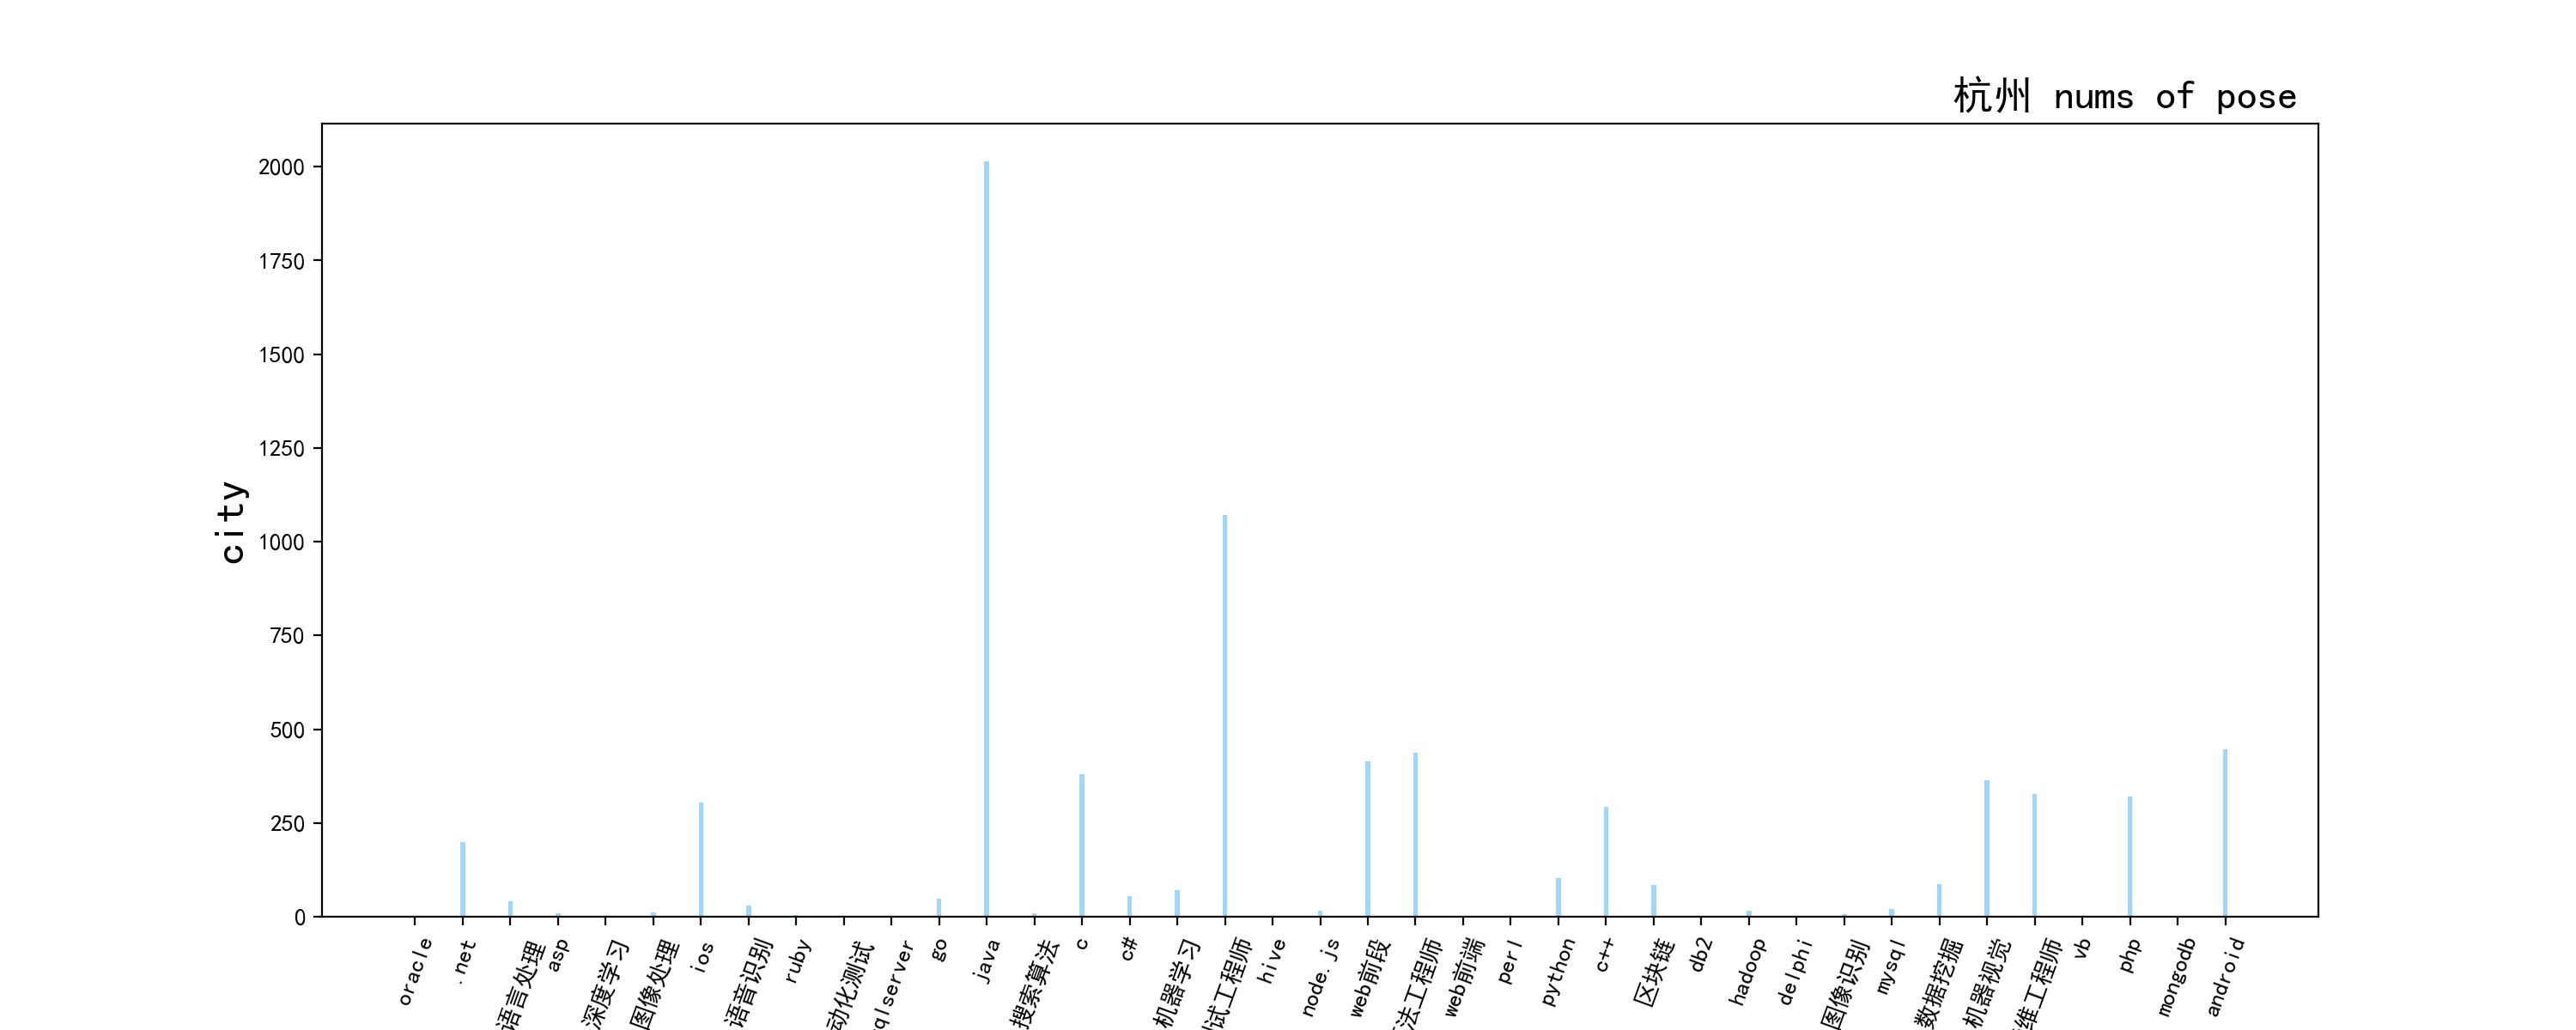 杭州 nums of pose
city
2000
1750
1500
1250
1000
750
500
250
0
oracle
.net
语言处理
asp
深度学习
图像处理
ios
语音识别
ruby
动化测试
qlserver
go
java
搜索算法
c
c#
机器学习
试工程师
hive
node.js
web前段
法工程师
web前端
perl
python
c++
区块链
db2
hadoop
delphi
图像识别
mysql
数据挖掘
机器视觉
维工程师
vb
php
mongodb
android